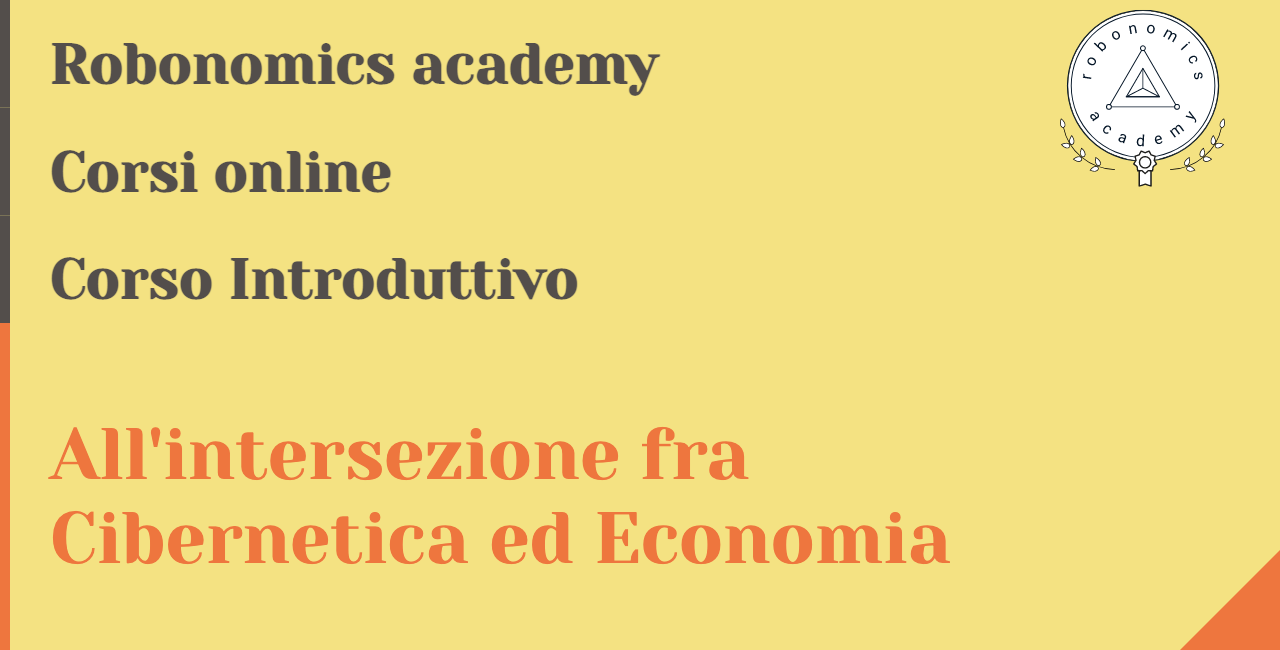 Robonomics academy
robonomics
academy
Corsi online
Corso Introduttivo
All'intersezione fra
Cibernetica ed Economia